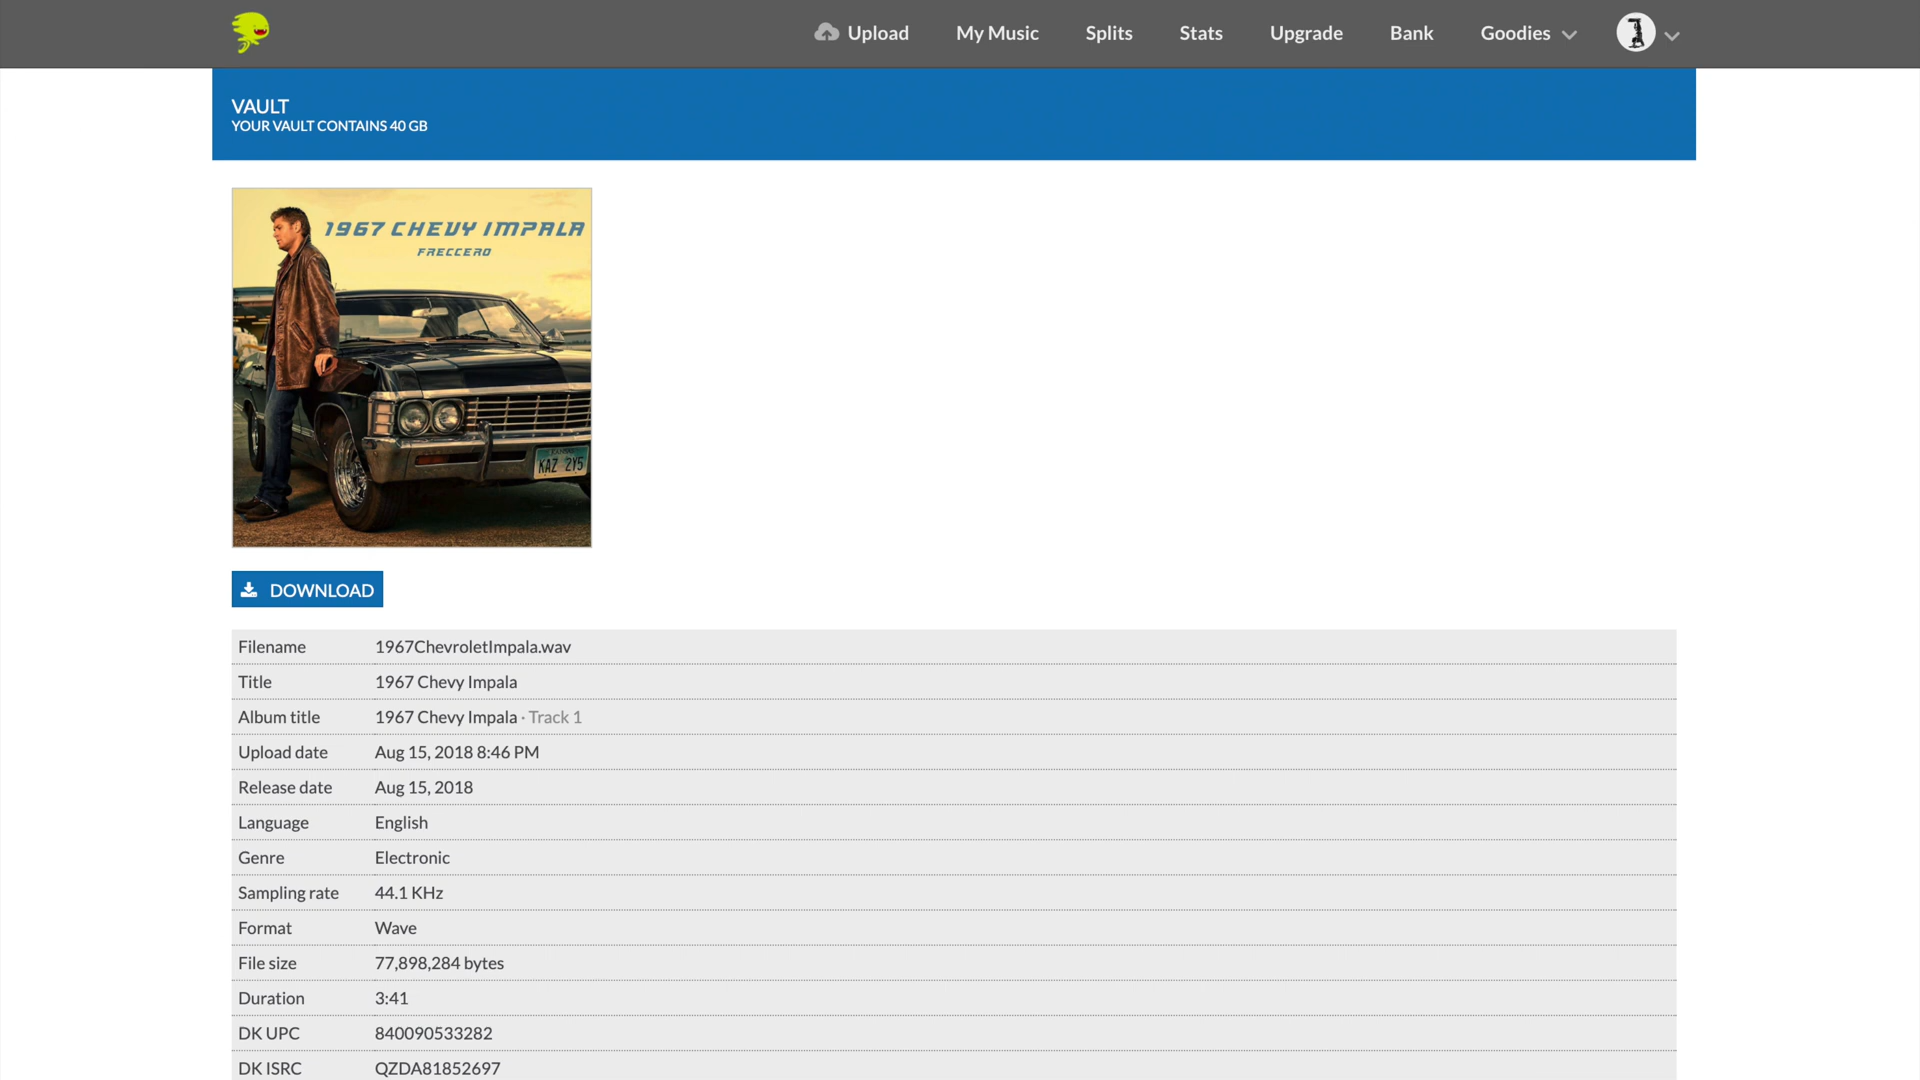 Upload My Music Splits Stats Upgrade Bank Goodies
VAULT
YOUR VAULT CONTAINS 40 GB
1967 CHEVY IMPALA
FRECCERO
KANSAS
KAZ 2Y5
DOWNLOAD
Filename 1967ChevroletImpala.wav
Title 1967 Chevy Impala
Album title 1967 Chevy Impala · Track 1
Upload date Aug 15, 2018 8:46 PM
Release date Aug 15, 2018
Language English
Genre Electronic
Sampling rate 44.1 KHz
Format Wave
File size 77,898,284 bytes
Duration 3:41
DK UPC 840090533282
DK ISRC QZDA81852697